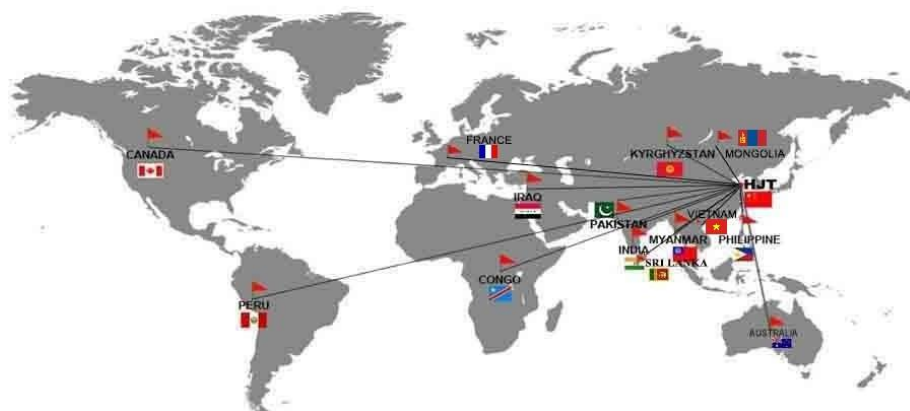 CANADA
FRANCE
KYRGHYZSTAN
MONGOLIA
HJT
IRAQ
PAKISTAN
VIETNAM
INDIA
MYANMAR
PHILIPPINE
SRI LANKA
CONGO
PERU
AUSTRALIA